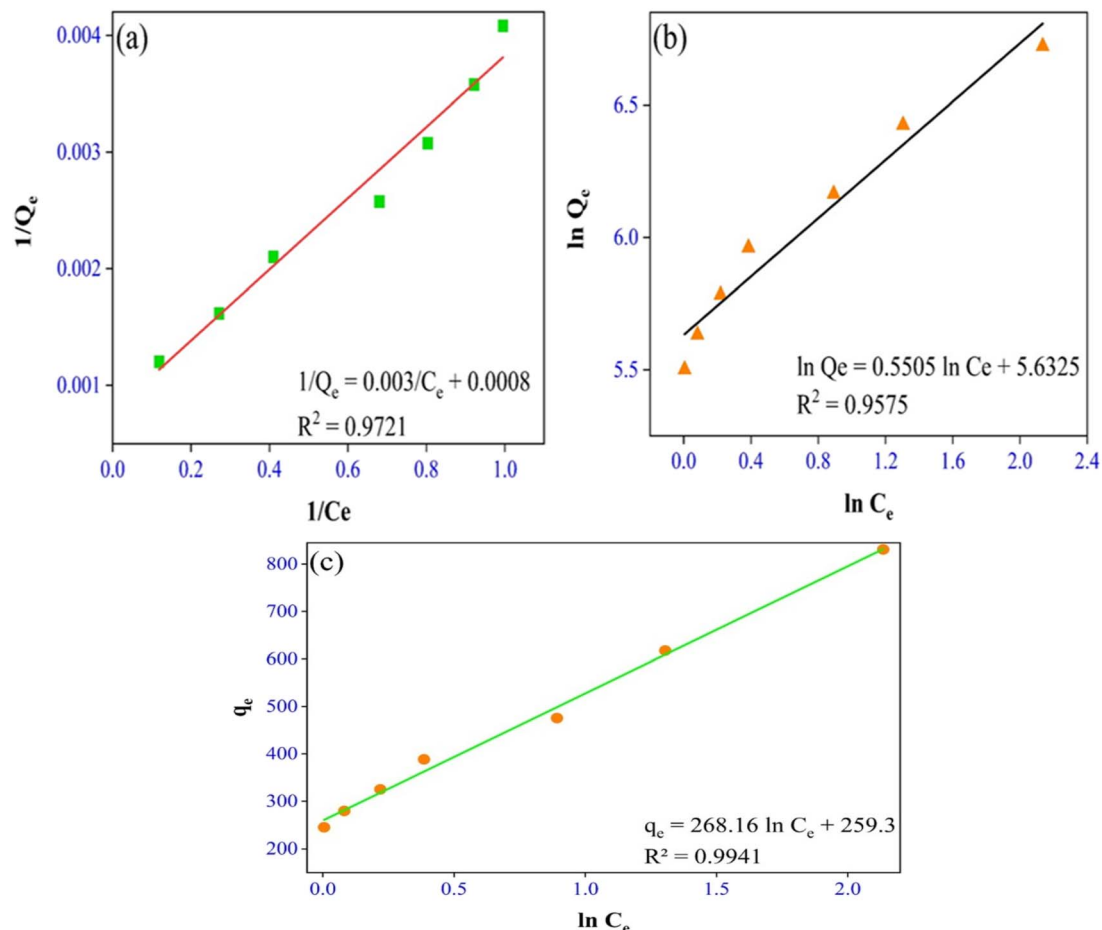 (a)
0.004
0.003
0.002
0.001
1/Qₑ
1/Qₑ = 0.003/Cₑ + 0.0008
R² = 0.9721
0.0 0.2 0.4 0.6 0.8 1.0
1/Ce
(b)
6.5
6.0
5.5
ln Qₑ
ln Qe = 0.5505 ln Ce + 5.6325
R² = 0.9575
0.0 0.4 0.8 1.2 1.6 2.0 2.4
ln Cₑ
(c)
800
700
600
500
400
300
200
qₑ
qₑ = 268.16 ln Cₑ + 259.3
R² = 0.9941
0.0 0.5 1.0 1.5 2.0
ln Cₑ